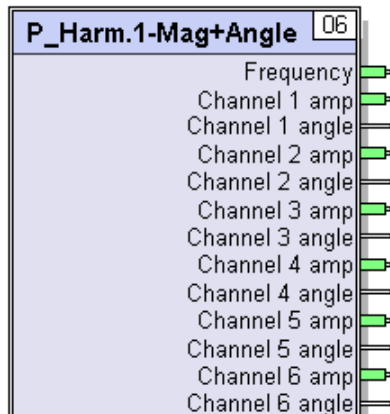 P_Harm.1-Mag+Angle 06
Frequency
Channel 1 amp
Channel 1 angle
Channel 2 amp
Channel 2 angle
Channel 3 amp
Channel 3 angle
Channel 4 amp
Channel 4 angle
Channel 5 amp
Channel 5 angle
Channel 6 amp
Channel 6 angle